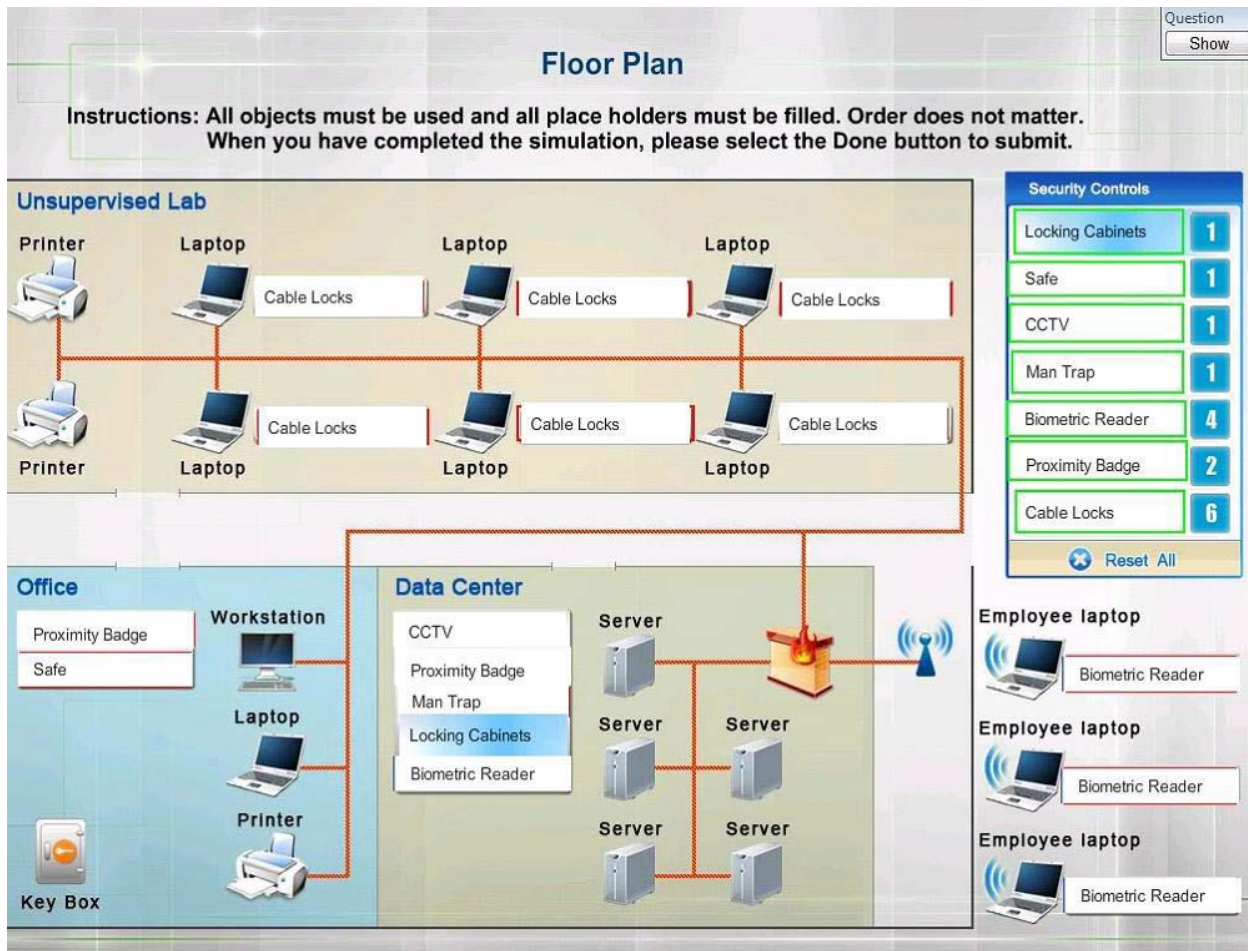 Question
Show
Floor Plan
Instructions: All objects must be used and all place holders must be filled. Order does not matter.
When you have completed the simulation, please select the Done button to submit.
Unsupervised Lab
Printer
Laptop
Laptop
Laptop
Cable Locks
Cable Locks
Cable Locks
Cable Locks
Cable Locks
Cable Locks
Printer
Laptop
Laptop
Laptop
Security Controls
Locking Cabinets 1
Safe 1
CCTV 1
Man Trap 1
Biometric Reader 4
Proximity Badge 2
Cable Locks 6
Reset All
Office
Proximity Badge
Safe
Workstation
Laptop
Printer
Key Box
Data Center
CCTV
Proximity Badge
Man Trap
Locking Cabinets
Biometric Reader
Server
Server
Server
Server
Server
Employee laptop
Biometric Reader
Employee laptop
Biometric Reader
Employee laptop
Biometric Reader